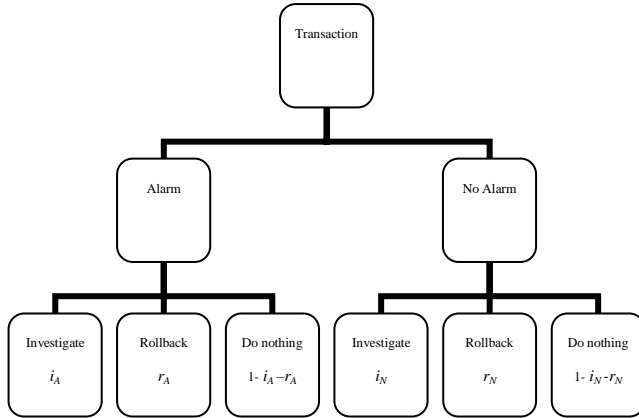 Transaction
Alarm
No Alarm
Investigate
i_A
Rollback
r_A
Do nothing
1- i_A–r_A
Investigate
i_N
Rollback
r_N
Do nothing
1- i_N-r_N